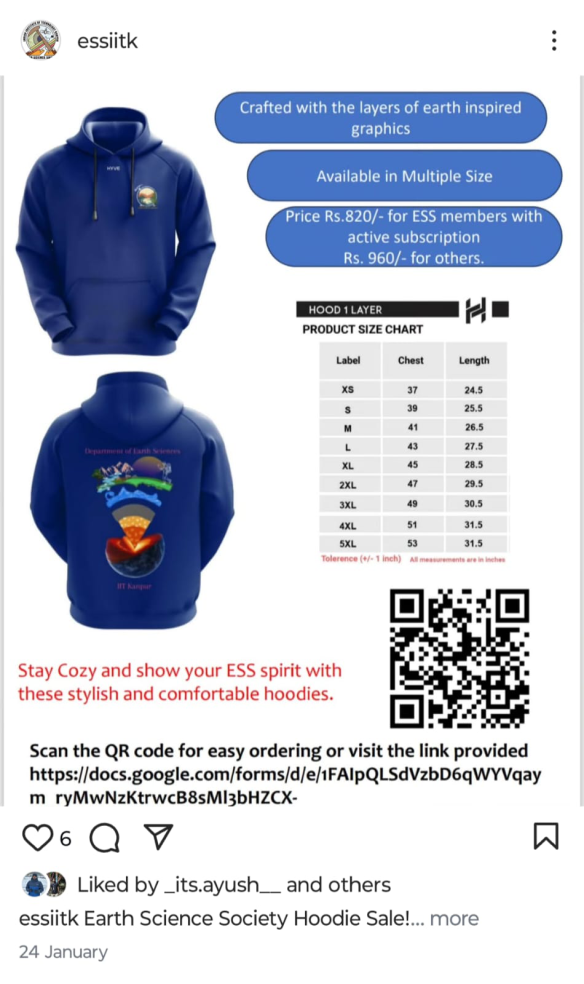 essiitk
Crafted with the layers of earth inspired
graphics
Available in Multiple Size
Price Rs.820/- for ESS members with
active subscription
Rs. 960/- for others.
HYVE
HOOD 1 LAYER
PRODUCT SIZE CHART
Label Chest Length
XS 37 24.5
S 39 25.5
M 41 26.5
L 43 27.5
XL 45 28.5
2XL 47 29.5
3XL 49 30.5
4XL 51 31.5
5XL 53 31.5
Tolerence (+/- 1 inch) All measurements are in inches
Department of Earth Sciences
IIT Kanpur
Stay Cozy and show your ESS spirit with
these stylish and comfortable hoodies.
Scan the QR code for easy ordering or visit the link provided
https://docs.google.com/forms/d/e/1FAIpQLSdVzbD6qWYVqay
m ryMwNzKtrwcB8sMl3bHZCX-
6
Liked by _its.ayush__ and others
essiitk Earth Science Society Hoodie Sale!... more
24 January